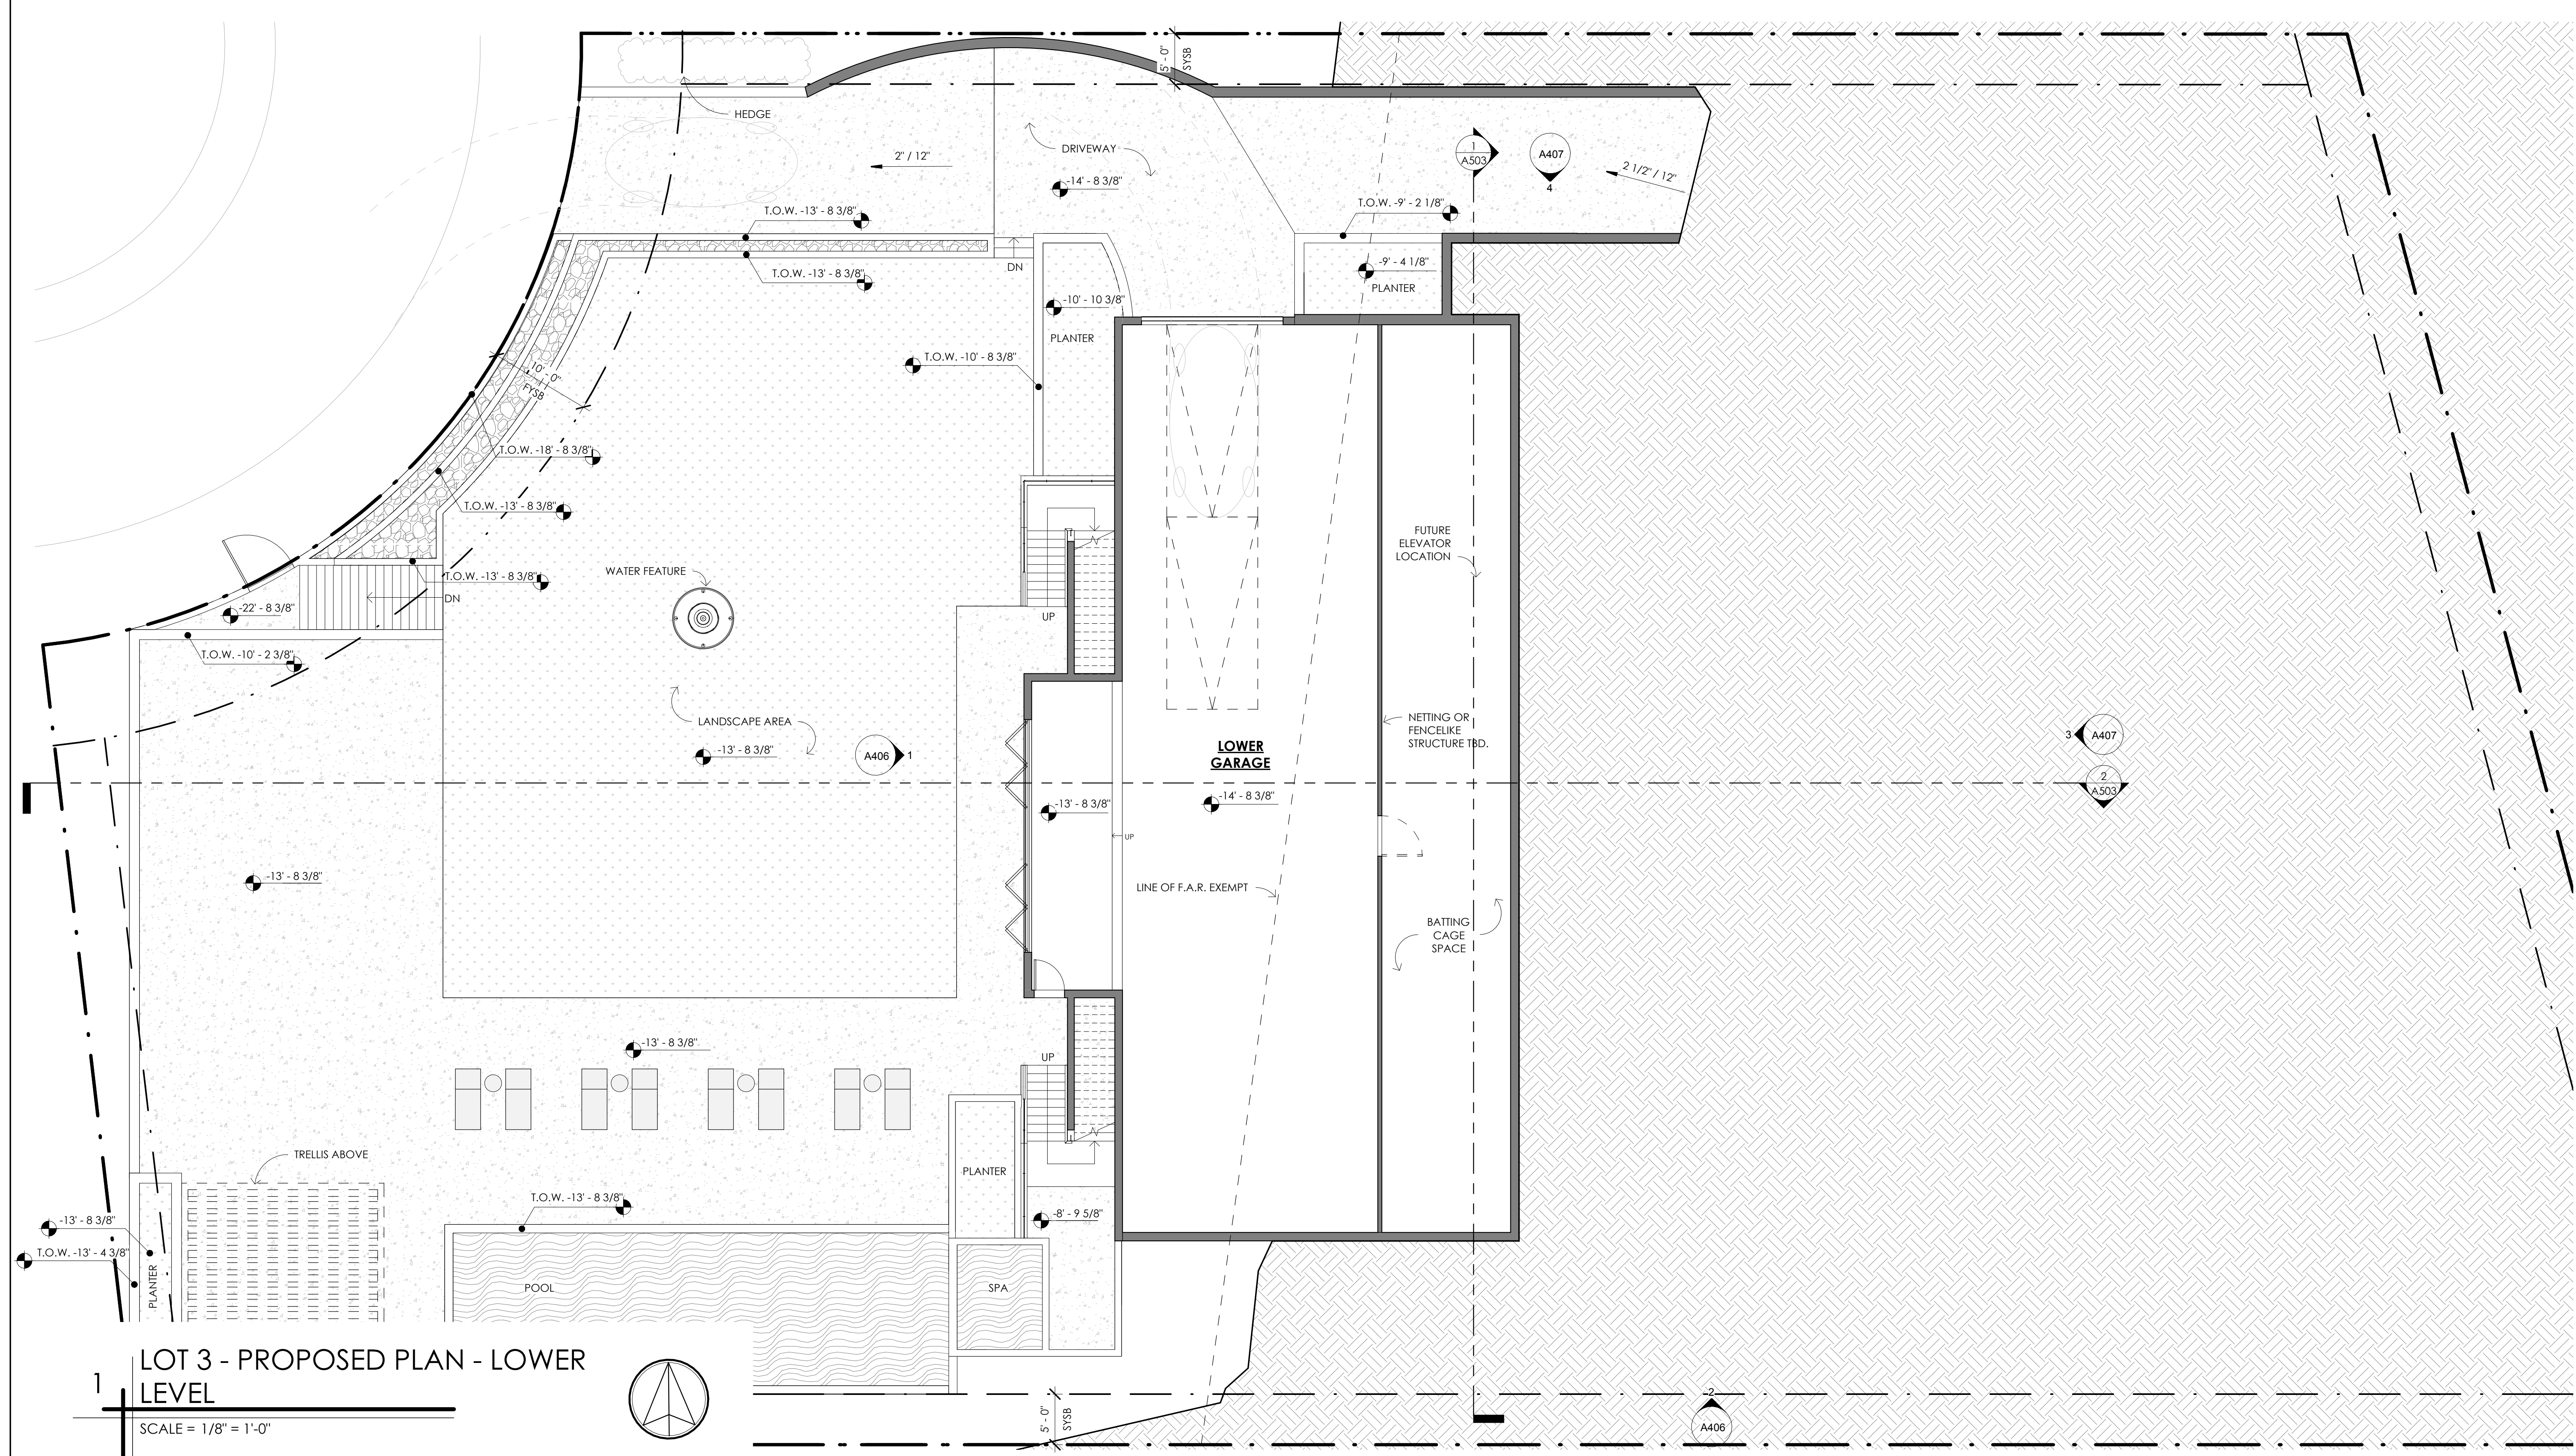 5' - 0"
SYSB
HEDGE
DRIVEWAY
2" / 12"
-14' - 8 3/8"
1
A503
A407
4
2 1/2" / 12"
T.O.W. -13' - 8 3/8"
T.O.W. -9' - 2 1/8"
DN
T.O.W. -13' - 8 3/8"
-9' - 4 1/8"
PLANTER
-10' - 10 3/8"
PLANTER
T.O.W. -10' - 8 3/8"
10' - 0"
FYSB
T.O.W. -18' - 8 3/8"
T.O.W. -13' - 8 3/8"
FUTURE
ELEVATOR
LOCATION
WATER FEATURE
T.O.W. -13' - 8 3/8"
DN
-22' - 8 3/8"
UP
T.O.W. -10' - 2 3/8"
LANDSCAPE AREA
-13' - 8 3/8"
A406
1
NETTING OR
FENCELIKE
STRUCTURE TBD.
LOWER
GARAGE
3
A407
2
A503
-13' - 8 3/8"
-14' - 8 3/8"
UP
-13' - 8 3/8"
LINE OF F.A.R. EXEMPT
BATTING
CAGE
SPACE
-13' - 8 3/8"
UP
TRELLIS ABOVE
PLANTER
T.O.W. -13' - 8 3/8"
-8' - 9 5/8"
-13' - 8 3/8"
T.O.W. -13' - 4 3/8"
PLANTER
POOL
SPA
1
LOT 3 - PROPOSED PLAN - LOWER
LEVEL
SCALE = 1/8" = 1'-0"
5' - 0"
SYSB
2
A406